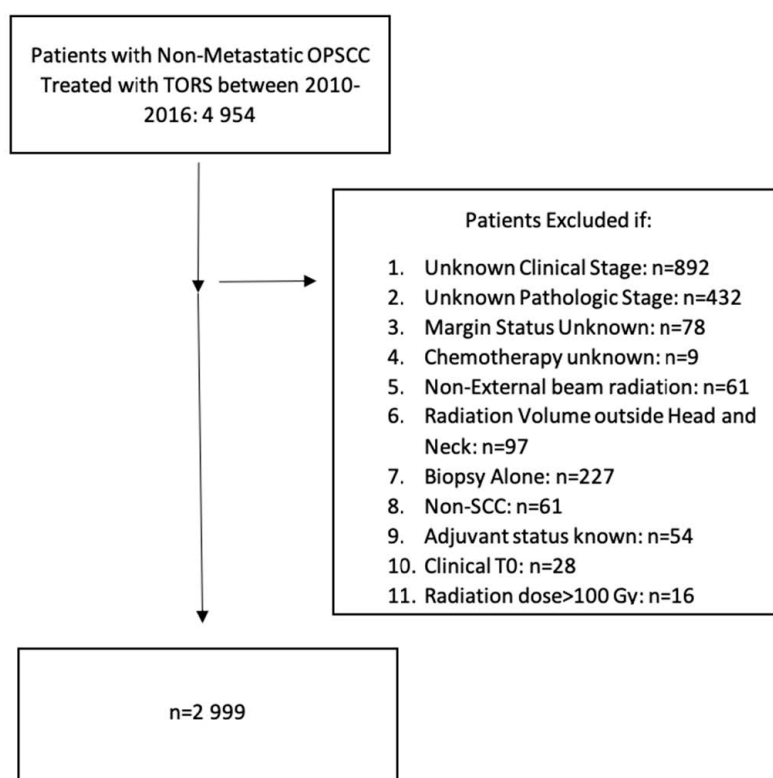 Patients with Non-Metastatic OPSCC
Treated with TORS between 2010-
2016: 4 954
Patients Excluded if:
1. Unknown Clinical Stage: n=892
2. Unknown Pathologic Stage: n=432
3. Margin Status Unknown: n=78
4. Chemotherapy unknown: n=9
5. Non-External beam radiation: n=61
6. Radiation Volume outside Head and
Neck: n=97
7. Biopsy Alone: n=227
8. Non-SCC: n=61
9. Adjuvant status known: n=54
10. Clinical T0: n=28
11. Radiation dose>100 Gy: n=16
n=2 999